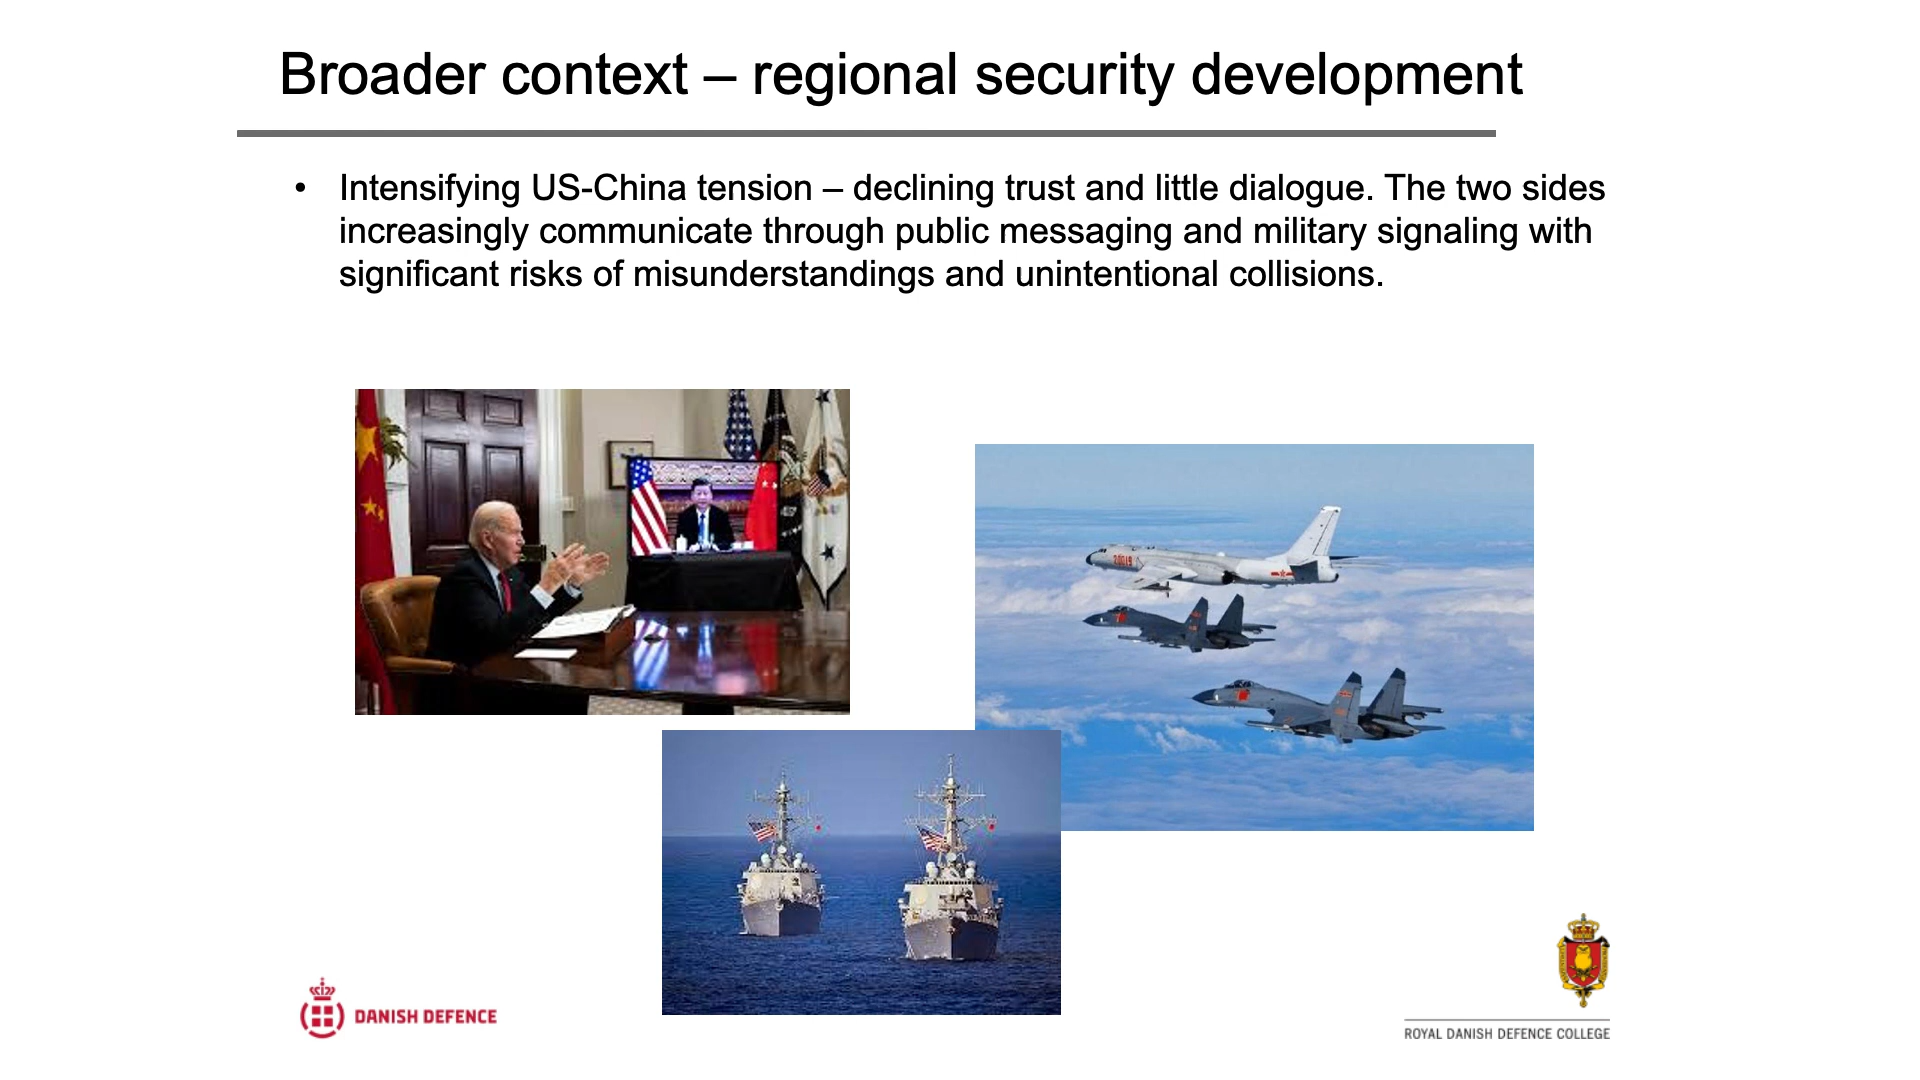 Broader context – regional security development
• Intensifying US-China tension – declining trust and little dialogue. The two sides
increasingly communicate through public messaging and military signaling with
significant risks of misunderstandings and unintentional collisions.
20019
DANISH DEFENCE
ROYAL DANISH DEFENCE COLLEGE